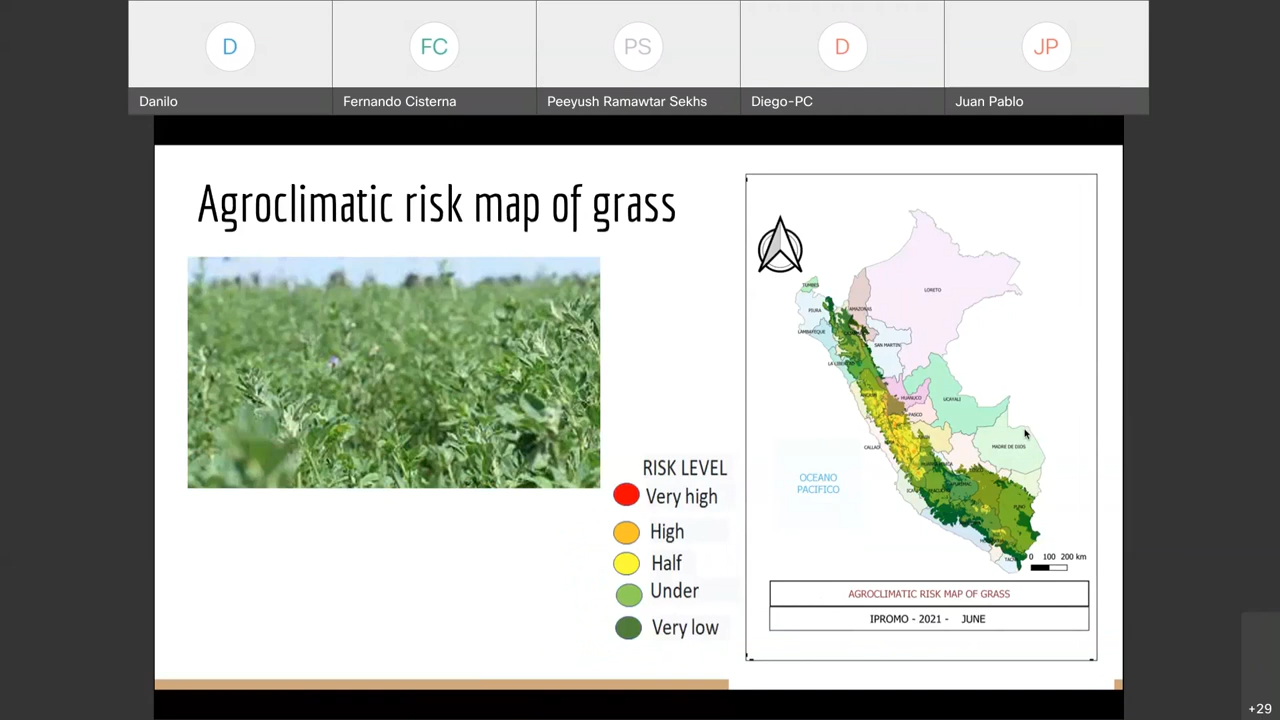 D
FC
PS
D
JP
Danilo
Fernando Cisterna
Peeyush Ramawtar Sekhs
Diego-PC
Juan Pablo
Agroclimatic risk map of grass
RISK LEVEL
Very high
High
Half
Under
Very low
TUMBES
PIURA
LAMBAYEQUE
AMAZONAS
LORETO
SAN MARTIN
LA LIBERTAD
HUANUCO
UCAYALI
PASCO
CALLAO
MADRE DE DIOS
ICA
PUNO
OCEANO
PACIFICO
0 100 200 km
AGROCLIMATIC RISK MAP OF GRASS
IPROMO - 2021 - JUNE
+29